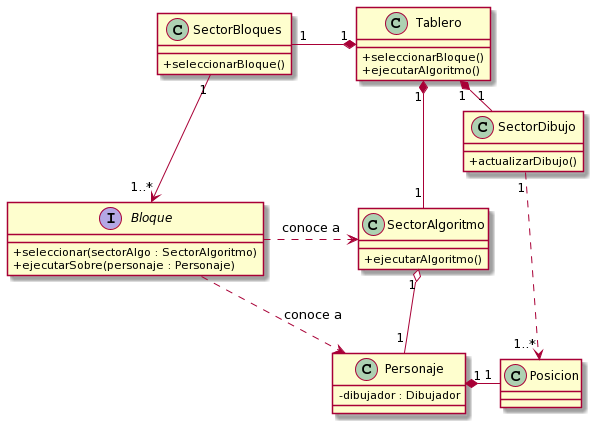 C SectorBloques
+seleccionarBloque()
1
1
C Tablero
+seleccionarBloque()
+ejecutarAlgoritmo()
1
1
1
1
C SectorDibujo
+actualizarDibujo()
1
1..*
1
1
I Bloque
+seleccionar(sectorAlgo : SectorAlgoritmo)
+ejecutarSobre(personaje : Personaje)
conoce a
C SectorAlgoritmo
+ejecutarAlgoritmo()
1
conoce a
1
1..*
C Personaje
-dibujador : Dibujador
1
1
C Posicion